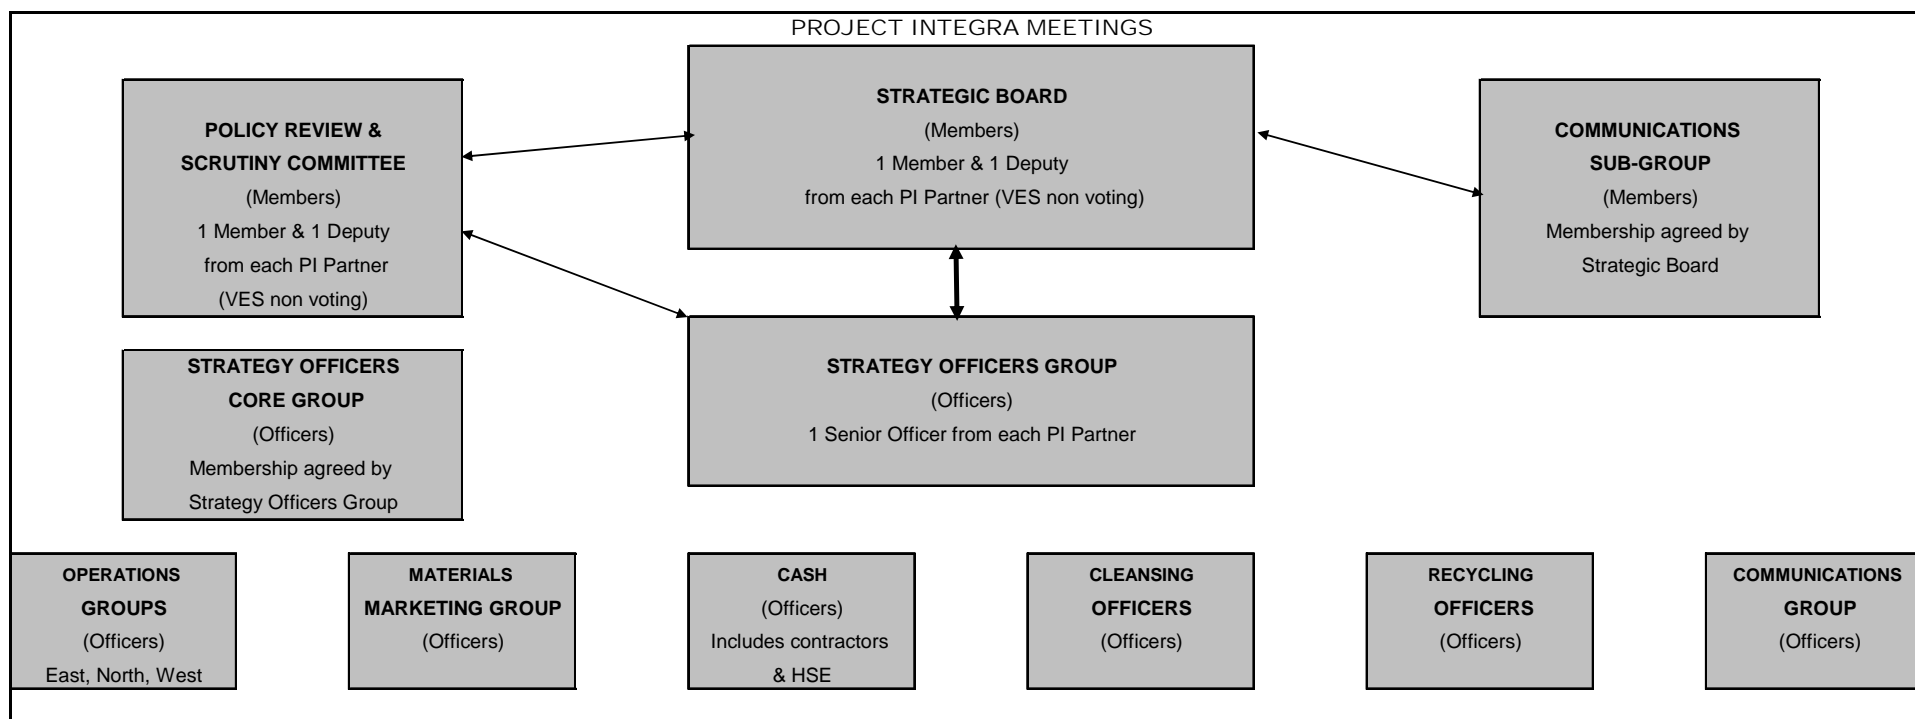 PROJECT INTEGRA MEETINGS
POLICY REVIEW &
SCRUTINY COMMITTEE
(Members)
1 Member & 1 Deputy
from each PI Partner
(VES non voting)
STRATEGIC BOARD
(Members)
1 Member & 1 Deputy
from each PI Partner (VES non voting)
COMMUNICATIONS
SUB-GROUP
(Members)
Membership agreed by
Strategic Board
STRATEGY OFFICERS
CORE GROUP
(Officers)
Membership agreed by
Strategy Officers Group
STRATEGY OFFICERS GROUP
(Officers)
1 Senior Officer from each PI Partner
OPERATIONS
GROUPS
(Officers)
East, North, West
MATERIALS
MARKETING GROUP
(Officers)
CASH
(Officers)
Includes contractors
& HSE
CLEANSING
OFFICERS
(Officers)
RECYCLING
OFFICERS
(Officers)
COMMUNICATIONS
GROUP
(Officers)